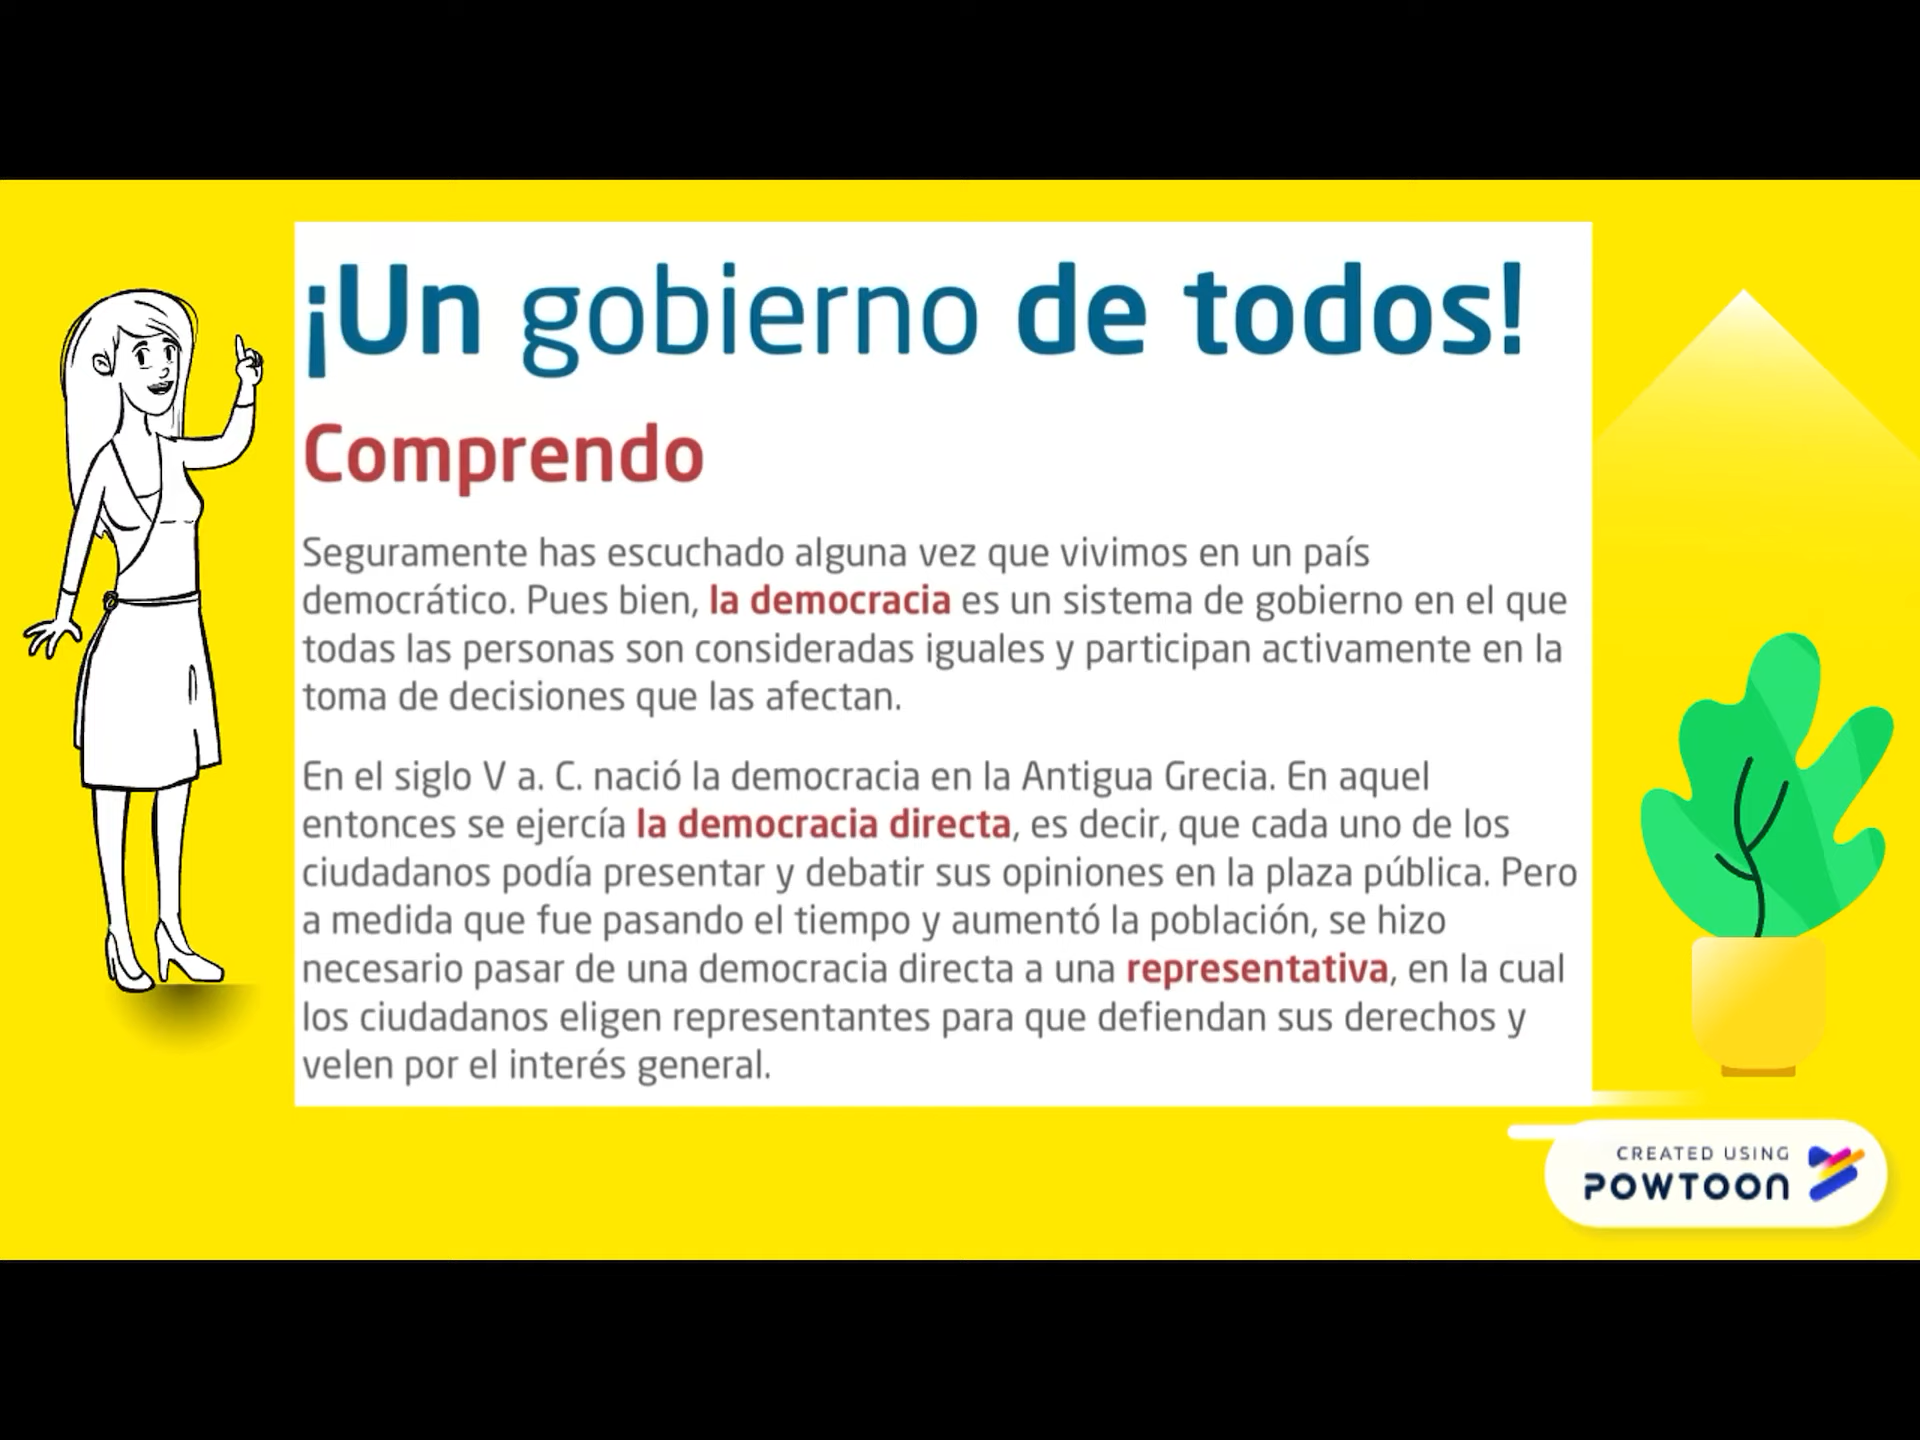 ¡Un gobierno de todos!
Comprendo
Seguramente has escuchado alguna vez que vivimos en un país
democrático. Pues bien, la democracia es un sistema de gobierno en el que
todas las personas son consideradas iguales y participan activamente en la
toma de decisiones que las afectan.
En el siglo V a. C. nació la democracia en la Antigua Grecia. En aquel
entonces se ejercía la democracia directa, es decir, que cada uno de los
ciudadanos podía presentar y debatir sus opiniones en la plaza pública. Pero
a medida que fue pasando el tiempo y aumentó la población, se hizo
necesario pasar de una democracia directa a una representativa, en la cual
los ciudadanos eligen representantes para que defiendan sus derechos y
velen por el interés general.
CREATED USING
POWTOON